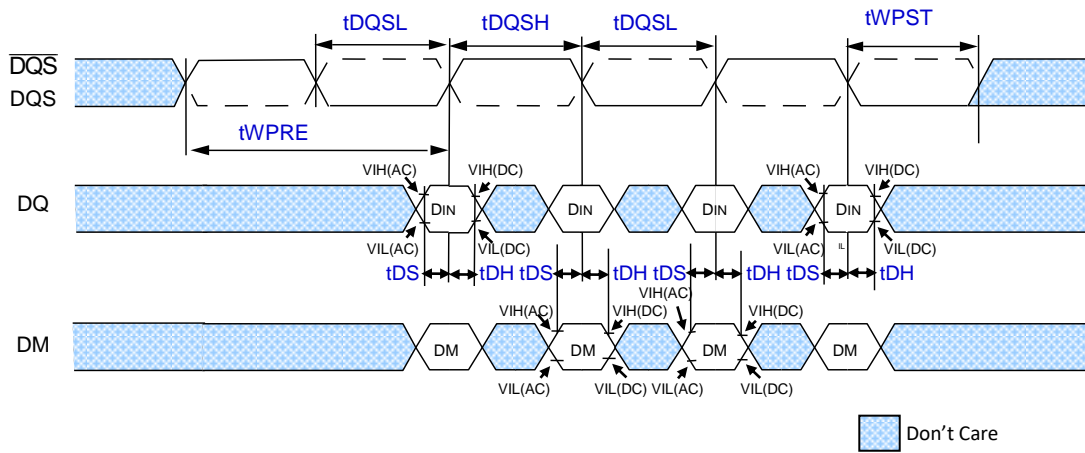 tDQSL tDQSH tDQSL tWPST
DQS
DQS
tWPRE
VIH(AC) VIH(DC) VIH(AC) VIH(DC)
DQ DIN DIN DIN DIN
VIL(AC) VIL(DC) VIL(AC) IL VIL(DC)
tDS tDH tDS tDH tDS tDH tDS tDH
VIH(AC) VIH(DC) VIH(AC) VIH(DC)
DM DM DM DM DM
VIL(AC) VIL(DC) VIL(AC) VIL(DC)
Don't Care